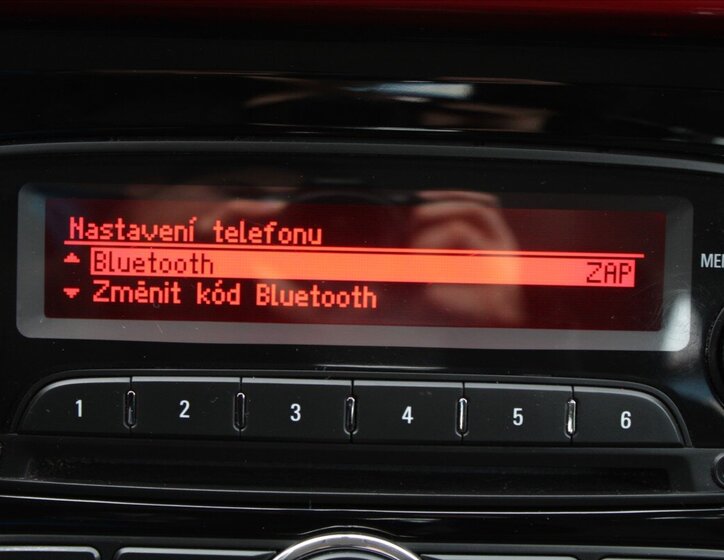 Nastavení telefonu
Bluetooth ZAP
Změnit kód Bluetooth
1 2 3 4 5 6